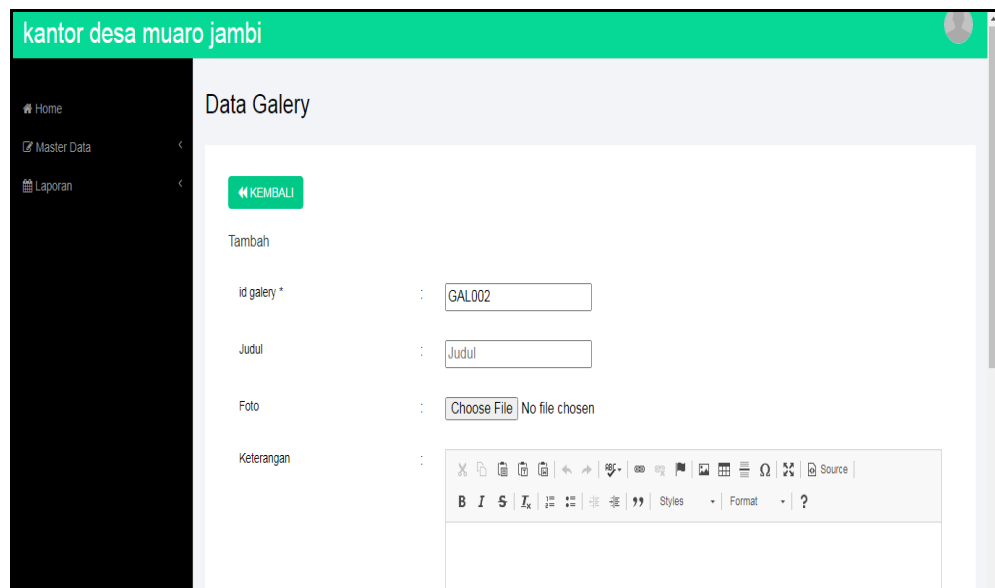 kantor desa muaro jambi
Home
Master Data
Laporan
Data Galery
KEMBALI
Tambah
id galery * : GAL002
Judul : Judul
Foto : Choose File No file chosen
Keterangan :
Source
B I S Ix Styles Format ?